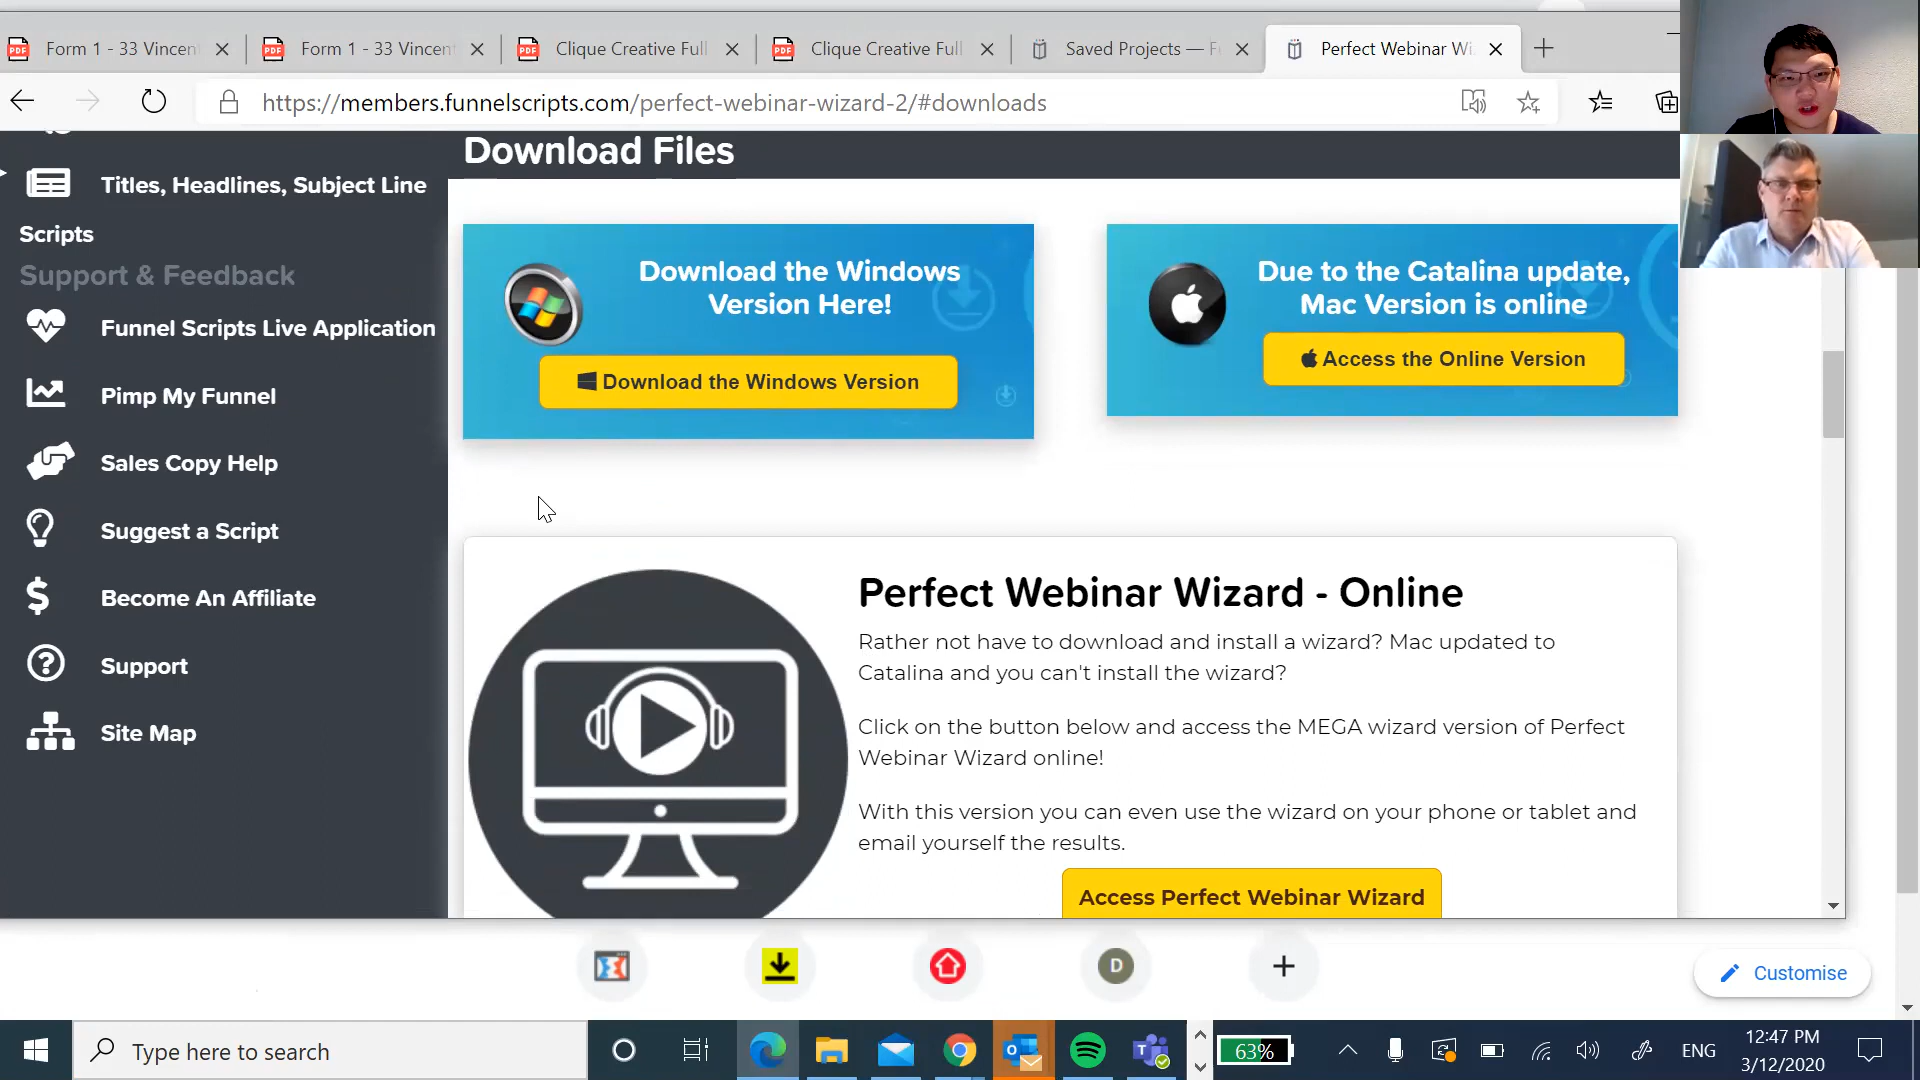 Form 1 - 33 Vincent
Form 1 - 33 Vincent
Clique Creative Full
Clique Creative Full
Saved Projects — F
Perfect Webinar Wi
https://members.funnelscripts.com/perfect-webinar-wizard-2/#downloads
Download Files
Titles, Headlines, Subject Line
Scripts
Support & Feedback
Funnel Scripts Live Application
Pimp My Funnel
Sales Copy Help
Suggest a Script
Become An Affiliate
Support
Site Map
Download the Windows
Version Here!
Download the Windows Version
Due to the Catalina update,
Mac Version is online
Access the Online Version
Perfect Webinar Wizard - Online
Rather not have to download and install a wizard? Mac updated to
Catalina and you can't install the wizard?
Click on the button below and access the MEGA wizard version of Perfect
Webinar Wizard online!
With this version you can even use the wizard on your phone or tablet and
email yourself the results.
Access Perfect Webinar Wizard
D
Customise
Type here to search
63%
ENG
12:47 PM
3/12/2020